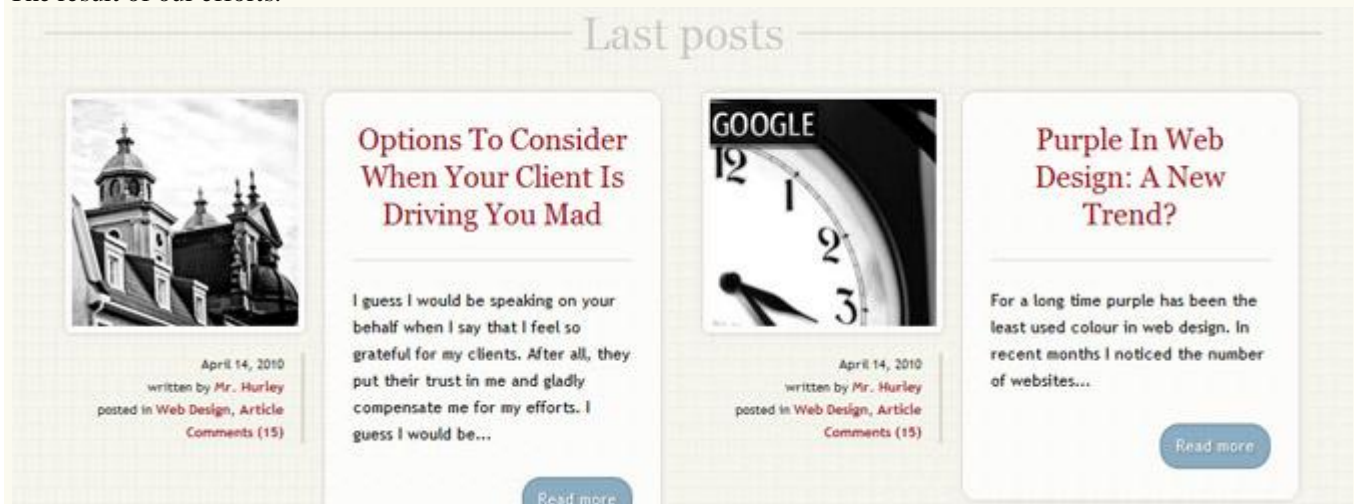 The result of our efforts:
Last posts
Options To Consider
When Your Client Is
Driving You Mad
I guess I would be speaking on your
behalf when I say that I feel so
grateful for my clients. After all, they
put their trust in me and gladly
compensate me for my efforts. I
guess I would be...
Read more
April 14, 2010
written by Mr. Hurley
posted in Web Design, Article
Comments (15)
GOOGLE
12
1
2
3
Purple In Web
Design: A New
Trend?
For a long time purple has been the
least used colour in web design. In
recent months I noticed the number
of websites...
Read more
April 14, 2010
written by Mr. Hurley
posted in Web Design, Article
Comments (15)